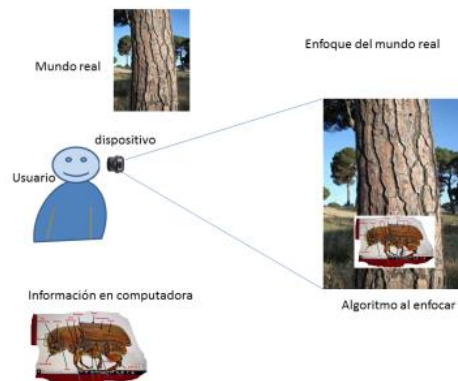 Mundo real
Enfoque del mundo real
dispositivo
Usuario
Información en computadora
Algoritmo al enfocar